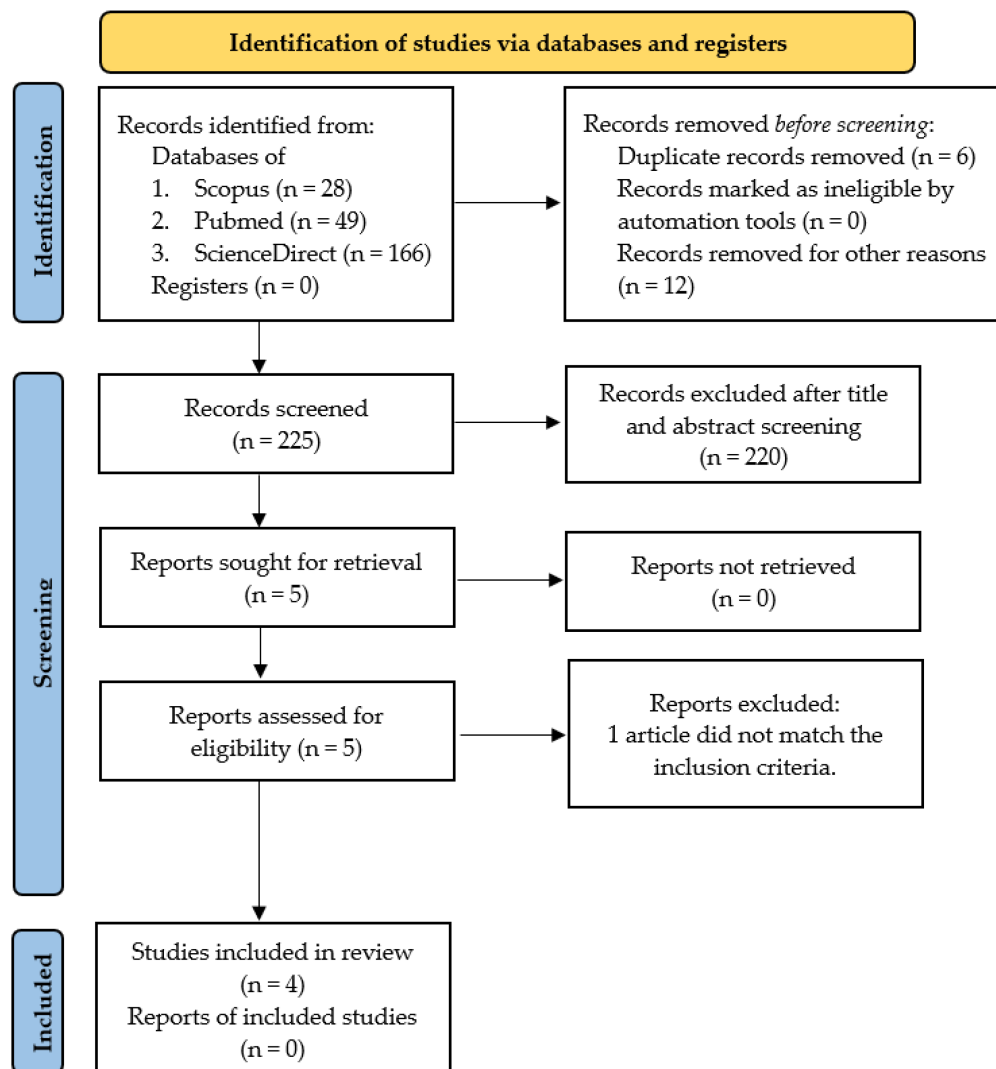 Identification of studies via databases and registers
Identification
Records identified from:
Databases of
1. Scopus (n = 28)
2. Pubmed (n = 49)
3. ScienceDirect (n = 166)
Registers (n = 0)
Records removed before screening:
Duplicate records removed (n = 6)
Records marked as ineligible by
automation tools (n = 0)
Records removed for other reasons
(n = 12)
Screening
Records screened
(n = 225)
Records excluded after title
and abstract screening
(n = 220)
Reports sought for retrieval
(n = 5)
Reports not retrieved
(n = 0)
Reports assessed for
eligibility (n = 5)
Reports excluded:
1 article did not match the
inclusion criteria.
Included
Studies included in review
(n = 4)
Reports of included studies
(n = 0)